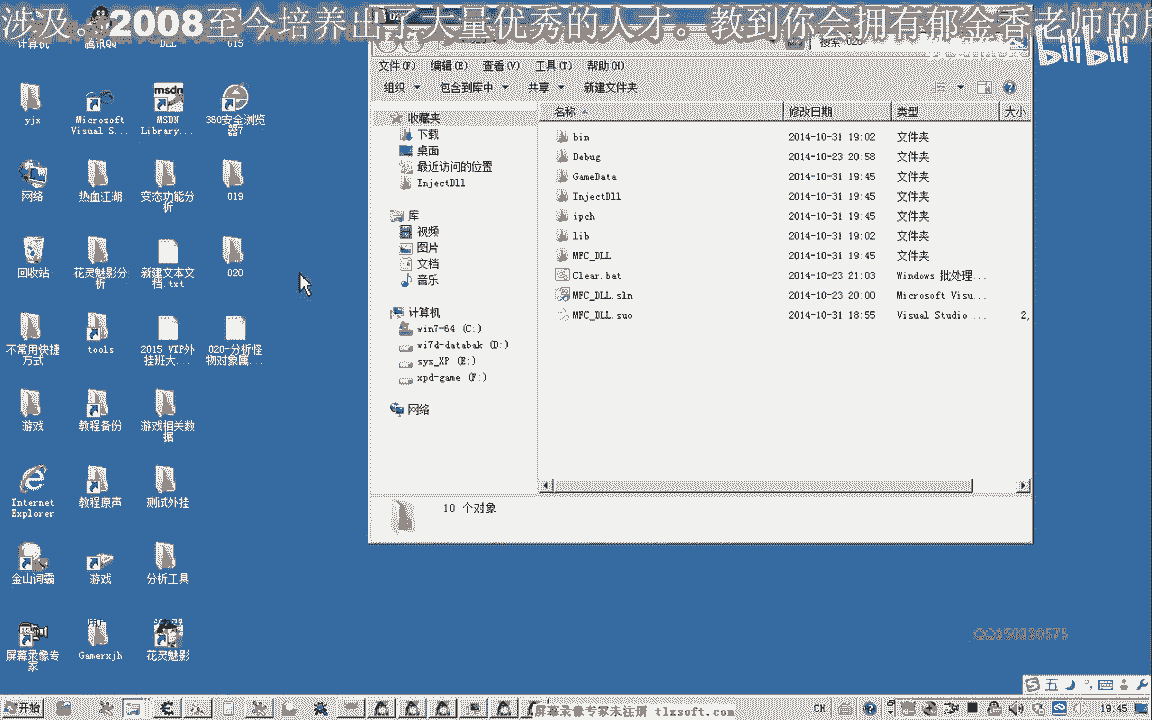 涉及。2008至今培养出了大量优秀的人才。教到你会拥有郁金香老师的
bilibili
计算机
腾讯QQ
DLL
015
yjx
Microsoft Visual S...
MSDN Library...
360安全浏览器7
网络
热血江湖
变态功能分析
019
回收站
花灵魅影分析
新建文本文档.txt
020
不常用快捷方式
tools
2015 VIP外挂班大...
020-分析怪物对象属...
游戏
教程备份
游戏相关数据
Internet Explorer
教程原声
测试外挂
金山词霸
游戏
分析工具
屏幕录像专家
Gamerxjh
花灵魅影
文件(F) 编辑(E) 查看(V) 工具(T) 帮助(H)
组织 包含到库中 共享 新建文件夹
收藏夹
下载
桌面
最近访问的位置
InjectDll
库
视频
图片
文档
音乐
计算机
win7-64 (C:)
wi7d-databak (D:)
sys_XP (E:)
xpd-game (F:)
网络
名称 修改日期 类型 大小
bin 2014-10-31 19:02 文件夹
Debug 2014-10-23 20:58 文件夹
GameData 2014-10-31 19:45 文件夹
InjectDll 2014-10-31 19:45 文件夹
ipch 2014-10-31 19:45 文件夹
lib 2014-10-31 19:02 文件夹
MFC_DLL 2014-10-31 19:45 文件夹
Clear.bat 2014-10-23 21:03 Windows 批处理...
MFC_DLL.sln 2014-10-23 20:00 Microsoft Visu...
MFC_DLL.suo 2014-10-31 18:55 Visual Studio ... 2,
10 个对象
五
开始
屏幕录像专家未注册 tlxsoft.com
CH
19:45